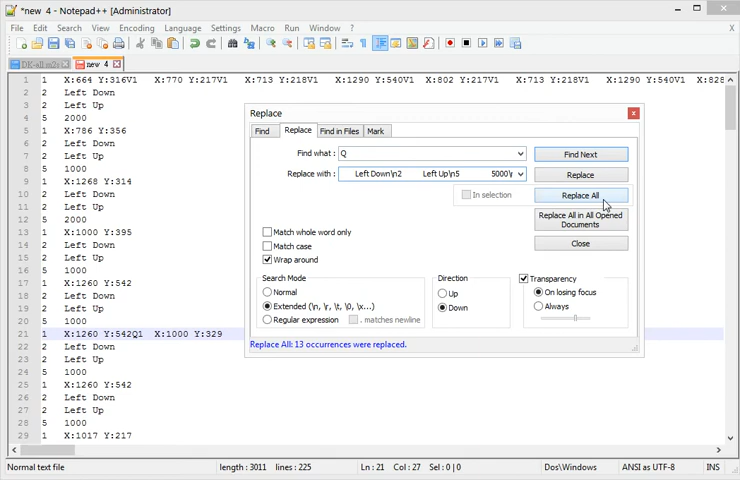 *new 4 - Notepad++ [Administrator]
File Edit Search View Encoding Language Settings Macro Run Window ? X
DK-all.m2s new 4
1 1 X:664 Y:316V1 X:770 Y:217V1 X:713 Y:218V1 X:1290 Y:540V1 X:802 Y:217V1 X:713 Y:218V1 X:1290 Y:540V1 X:828
2 2 Left Down
3 2 Left Up
4 5 2000
5 1 X:786 Y:356
6 2 Left Down
7 2 Left Up
8 5 1000
9 1 X:1268 Y:314
10 2 Left Down
11 2 Left Up
12 5 2000
13 1 X:1000 Y:395
14 2 Left Down
15 2 Left Up
16 5 1000
17 1 X:1260 Y:542
18 2 Left Down
19 2 Left Up
20 5 1000
21 1 X:1260 Y:542Q1 X:1000 Y:329
22 2 Left Down
23 2 Left Up
24 5 1000
25 1 X:1260 Y:542
26 2 Left Down
27 2 Left Up
28 5 1000
29 1 X:1017 Y:217
Replace
Find Replace Find in Files Mark
Find what: Q Find Next
Replace with: Left Down\n2 Left Up\n5 5000\r Replace
In selection Replace All
Replace All in All Opened Documents
Match whole word only
Match case Close
Wrap around
Search Mode Direction Transparency
Normal Up On losing focus
Extended (\n, \r, \t, \0, \x...) Down Always
Regular expression . matches newline
Replace All: 13 occurrences were replaced.
Normal text file length : 3011 lines : 225 Ln : 21 Col : 27 Sel : 0 | 0 Dos\Windows ANSI as UTF-8 INS